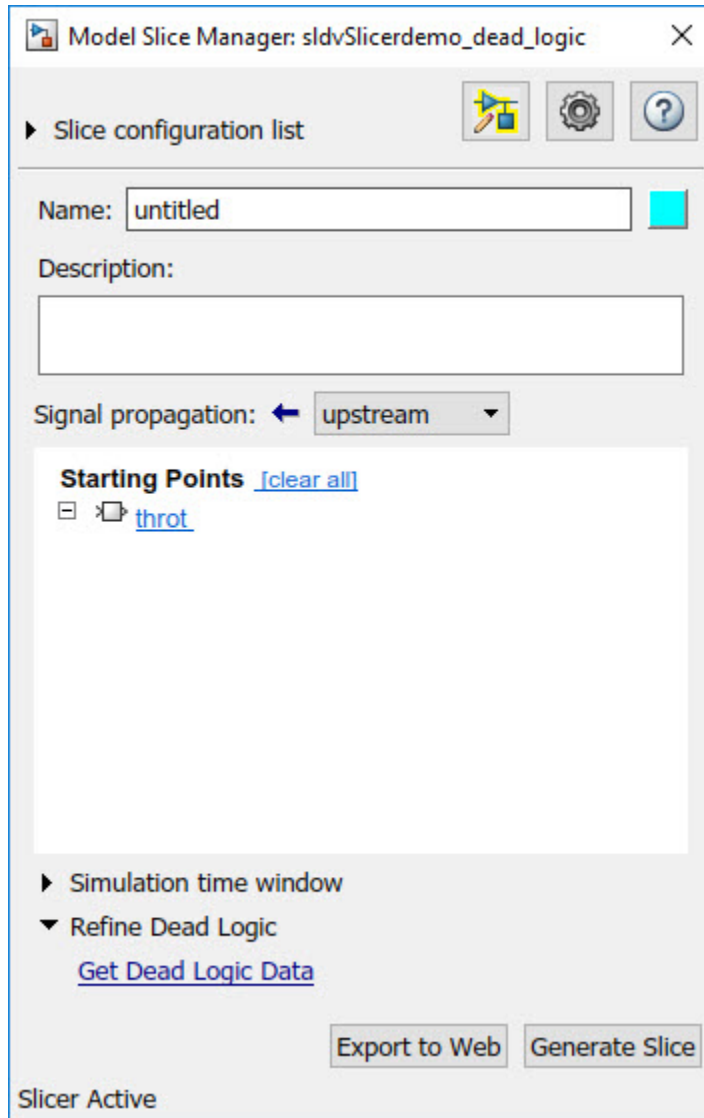 Model Slice Manager: sldvSlicerdemo_dead_logic
Slice configuration list
Name: untitled
Description:
Signal propagation: upstream
Starting Points [clear all]
throt
Simulation time window
Refine Dead Logic
Get Dead Logic Data
Export to Web Generate Slice
Slicer Active